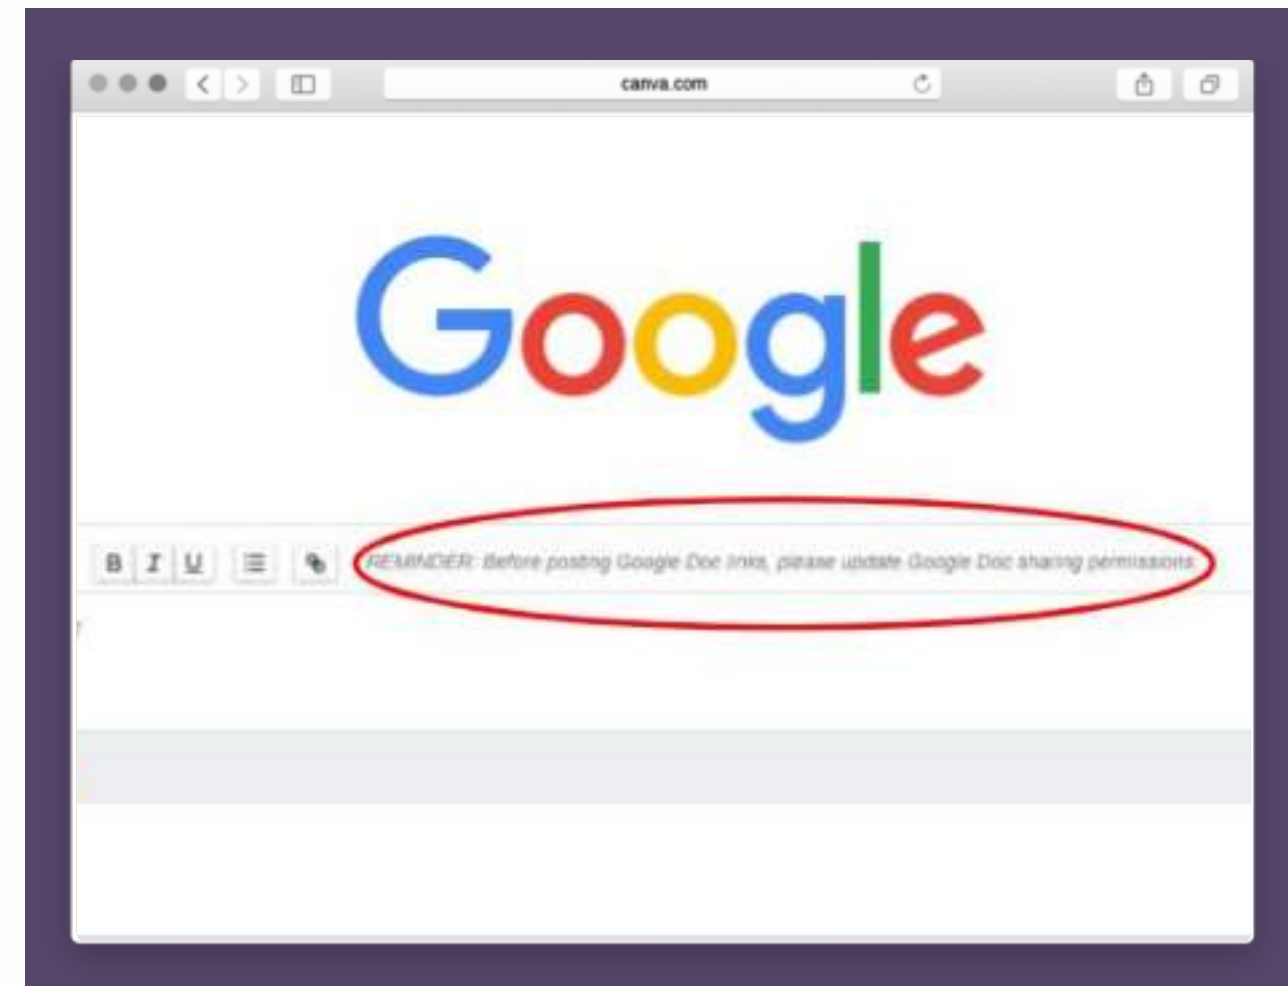 canva.com
Google
B I U REMINDER: Before posting Google Doc links, please update Google Doc sharing permissions.